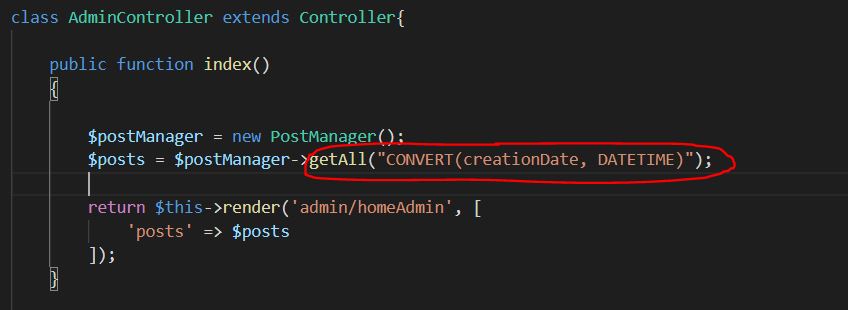 class AdminController extends Controller{
public function index()
{
$postManager = new PostManager();
$posts = $postManager->getAll("CONVERT(creationDate, DATETIME)");
return $this->render('admin/homeAdmin', [
'posts' => $posts
]);
}